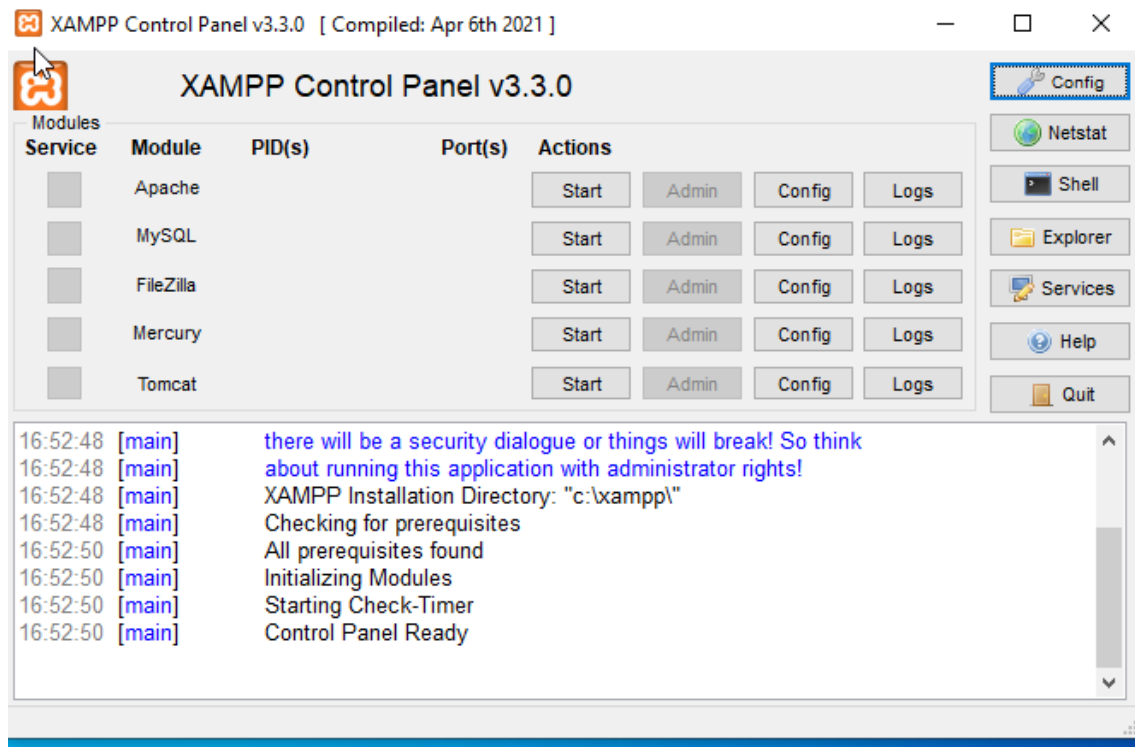 XAMPP Control Panel v3.3.0 [ Compiled: Apr 6th 2021 ]
XAMPP Control Panel v3.3.0
Config
Modules
Netstat
Service Module PID(s) Port(s) Actions
Apache Start Admin Config Logs
Shell
MySQL Start Admin Config Logs
Explorer
FileZilla Start Admin Config Logs
Services
Mercury Start Admin Config Logs
Help
Tomcat Start Admin Config Logs
Quit
16:52:48 [main] there will be a security dialogue or things will break! So think
16:52:48 [main] about running this application with administrator rights!
16:52:48 [main] XAMPP Installation Directory: "c:\xampp\"
16:52:48 [main] Checking for prerequisites
16:52:50 [main] All prerequisites found
16:52:50 [main] Initializing Modules
16:52:50 [main] Starting Check-Timer
16:52:50 [main] Control Panel Ready